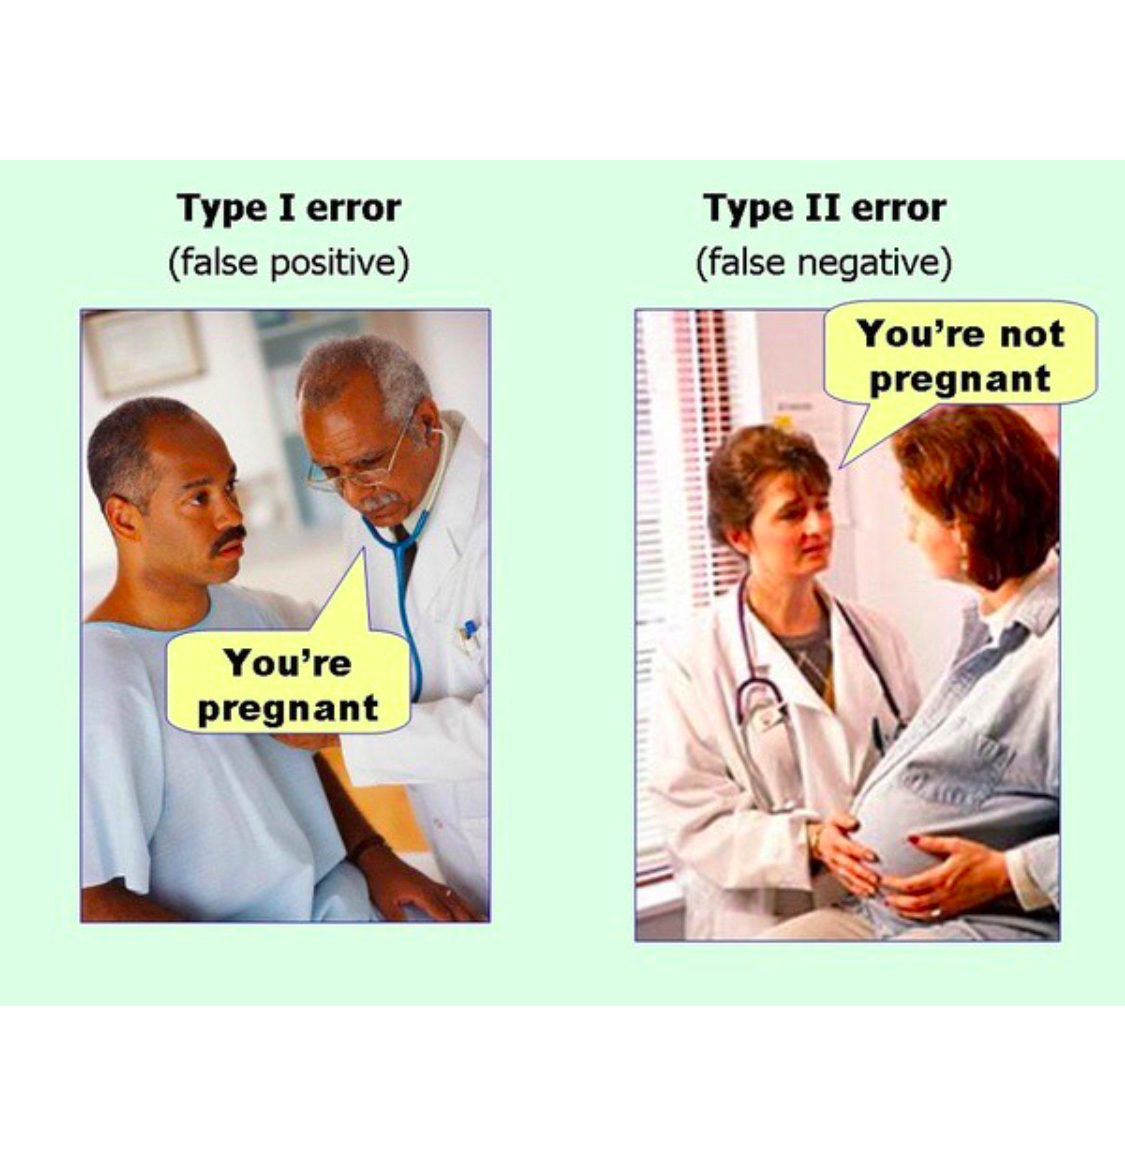 Type I error
(false positive)
You're
pregnant
Type II error
(false negative)
You're not
pregnant